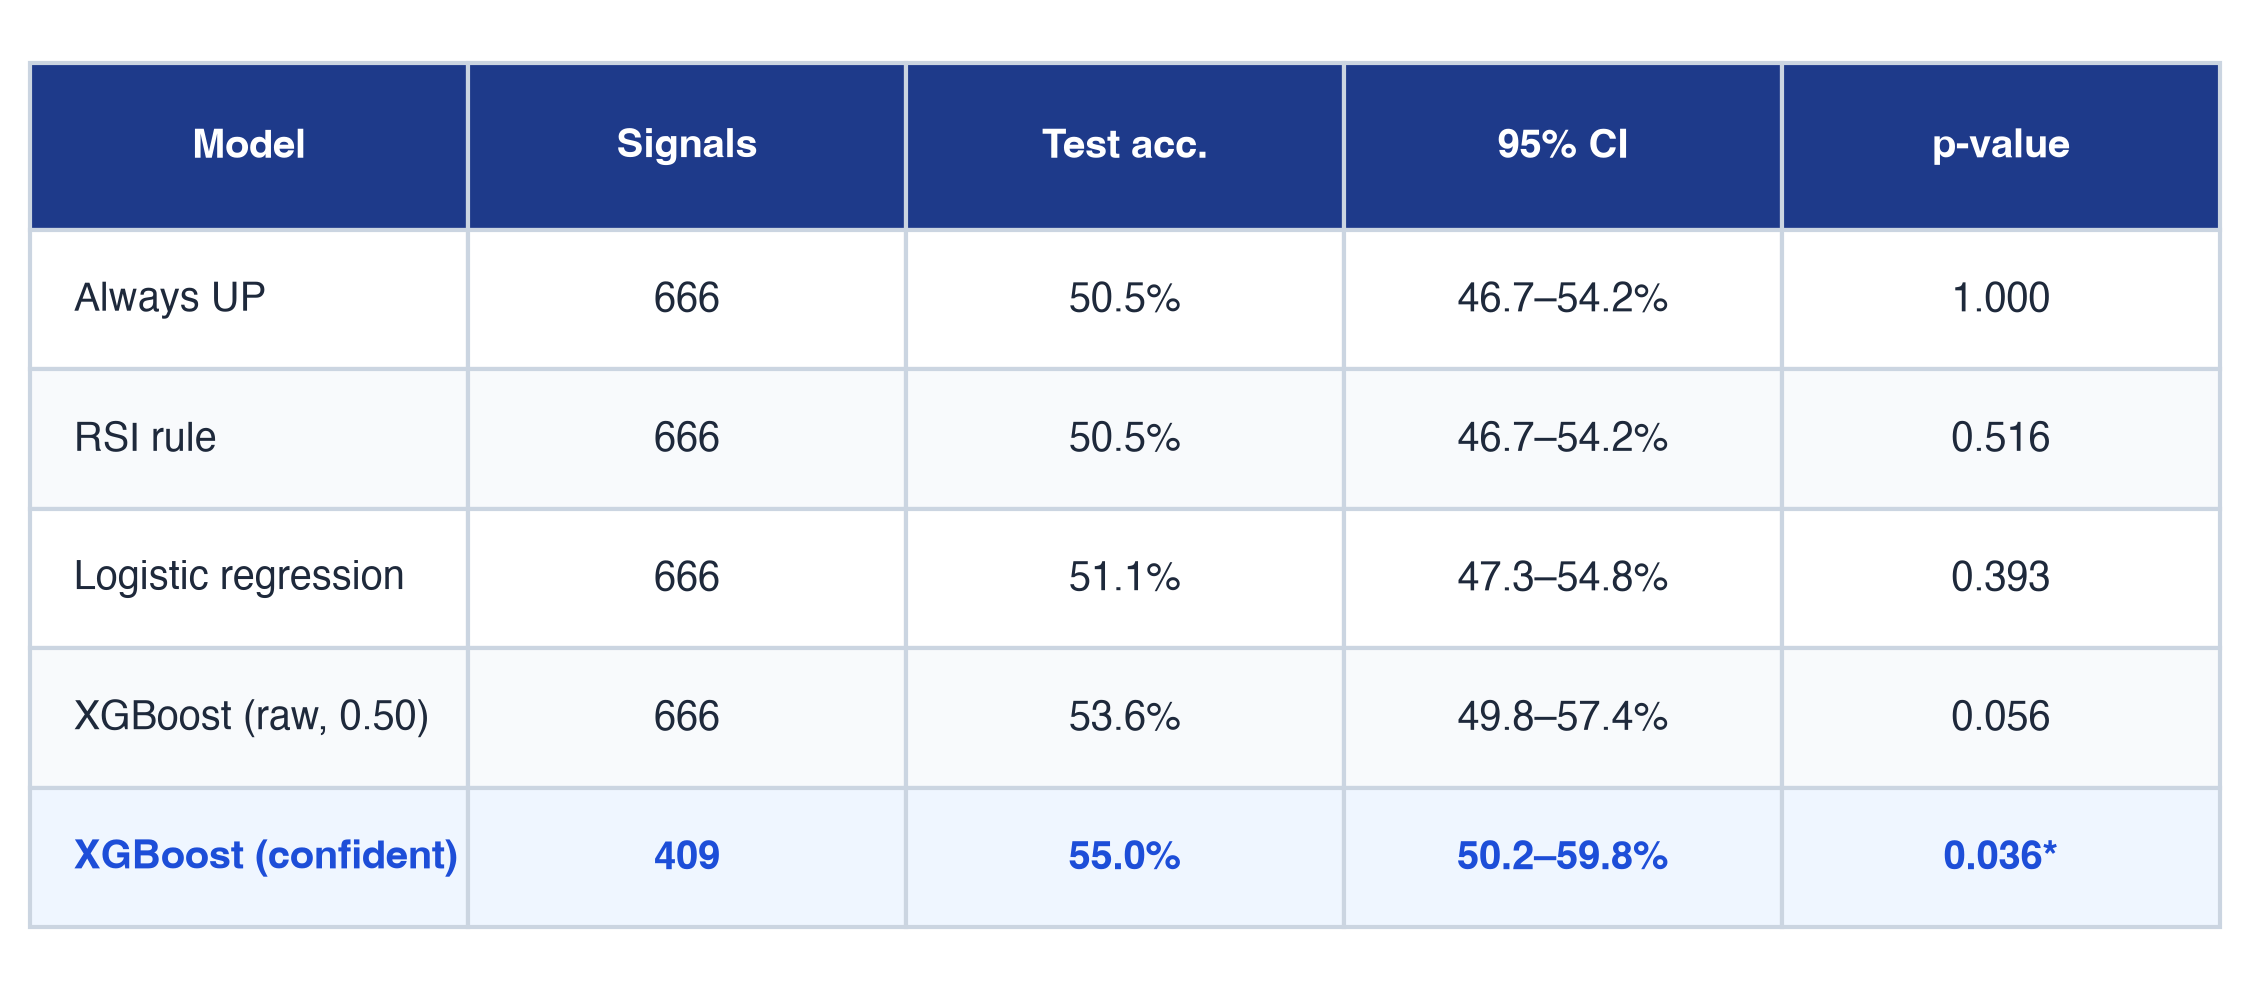 Model Signals Test acc. 95% CI p-value
Always UP 666 50.5% 46.7–54.2% 1.000
RSI rule 666 50.5% 46.7–54.2% 0.516
Logistic regression 666 51.1% 47.3–54.8% 0.393
XGBoost (raw, 0.50) 666 53.6% 49.8–57.4% 0.056
XGBoost (confident) 409 55.0% 50.2–59.8% 0.036*